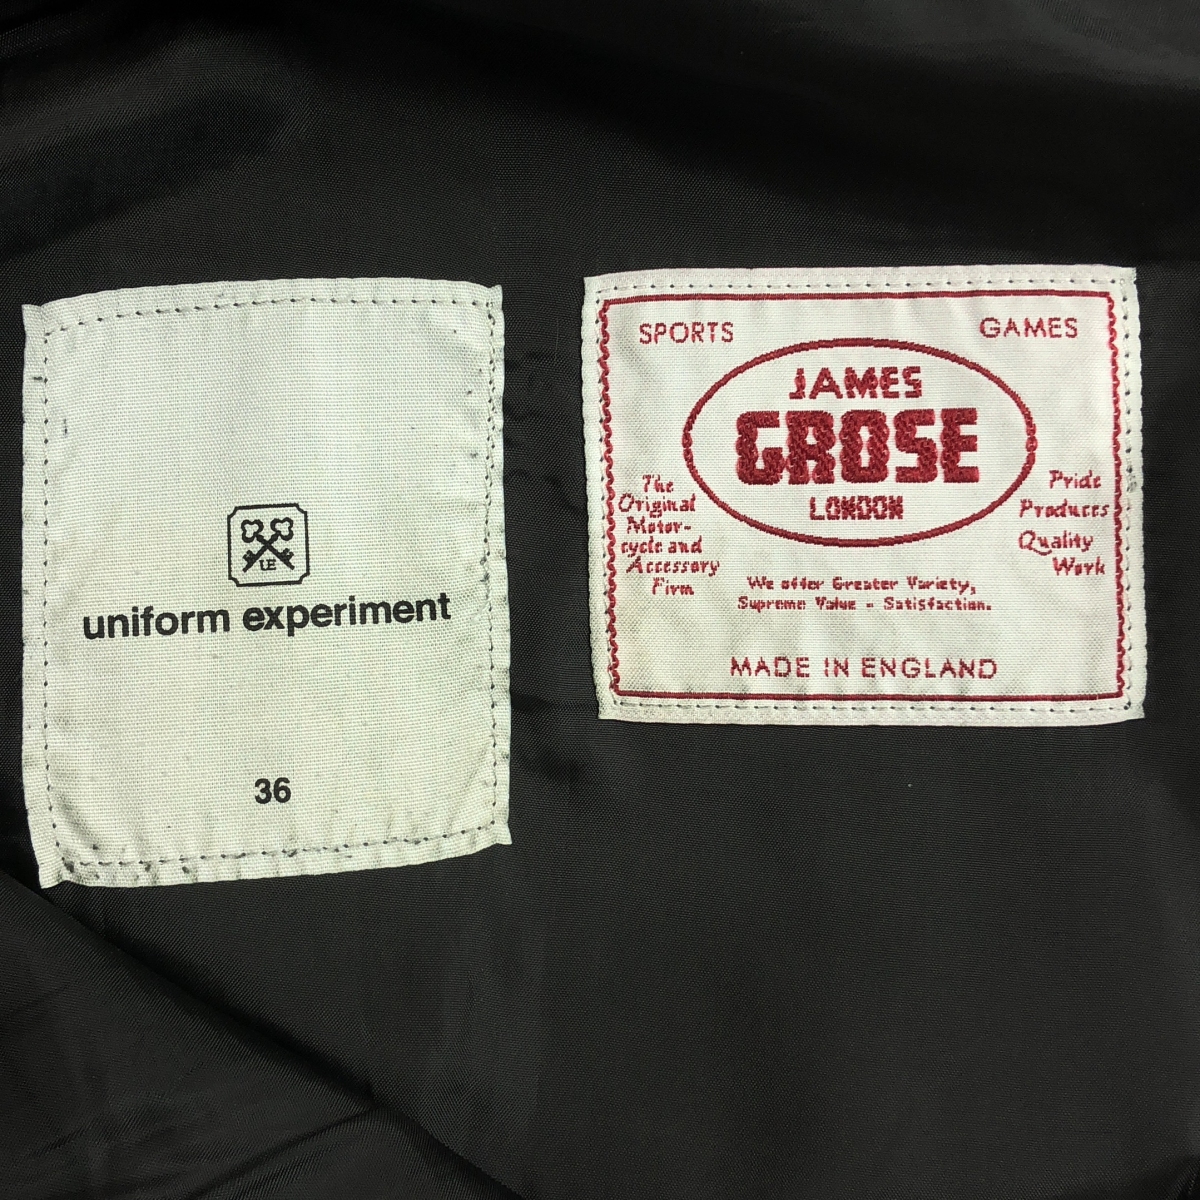 UE
uniform experiment
36
SPORTS
GAMES
JAMES
GROSE
LONDON
The
Original
Motor-
cycle and
Accessory
Firm
Pride
Produces
Quality
Work
We offer Greater Variety,
Supreme Value - Satisfaction.
MADE IN ENGLAND